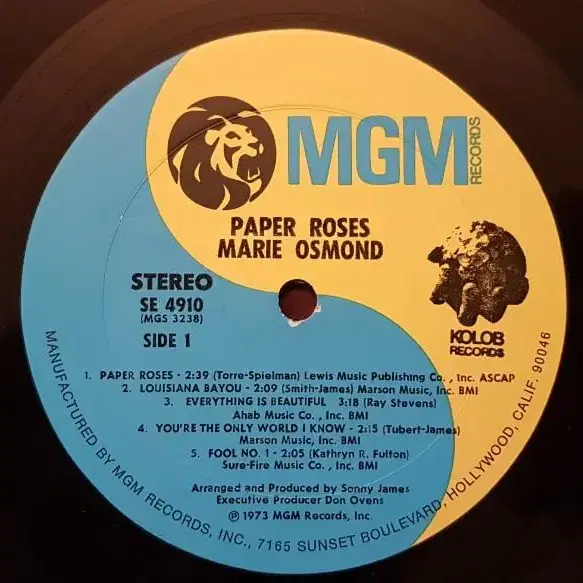 MGM
RECORDS
PAPER ROSES
MARIE OSMOND
STEREO
SE 4910
(MGS 3238)
SIDE 1
KOLOB
RECORDS
1. PAPER ROSES - 2:39 (Torre-Spielman) Lewis Music Publishing Co., Inc. ASCAP
2. LOUISIANA BAYOU - 2:09 (Smith-James) Marson Music, Inc. BMI
3. EVERYTHING IS BEAUTIFUL 3:18 (Ray Stevens)
Ahab Music Co., Inc. BMI
4. YOU'RE THE ONLY WORLD I KNOW - 2:15 (Tubert-James)
Marson Music, Inc. BMI
5. FOOL NO. 1 - 2:05 (Kathryn R. Fulton)
Sure-Fire Music Co., Inc. BMI
Arranged and Produced by Sonny James
Executive Producer Don Ovens
℗ 1973 MGM Records, Inc.
MANUFACTURED BY MGM RECORDS, INC., 7165 SUNSET BOULEVARD, HOLLYWOOD, CALIF. 90046